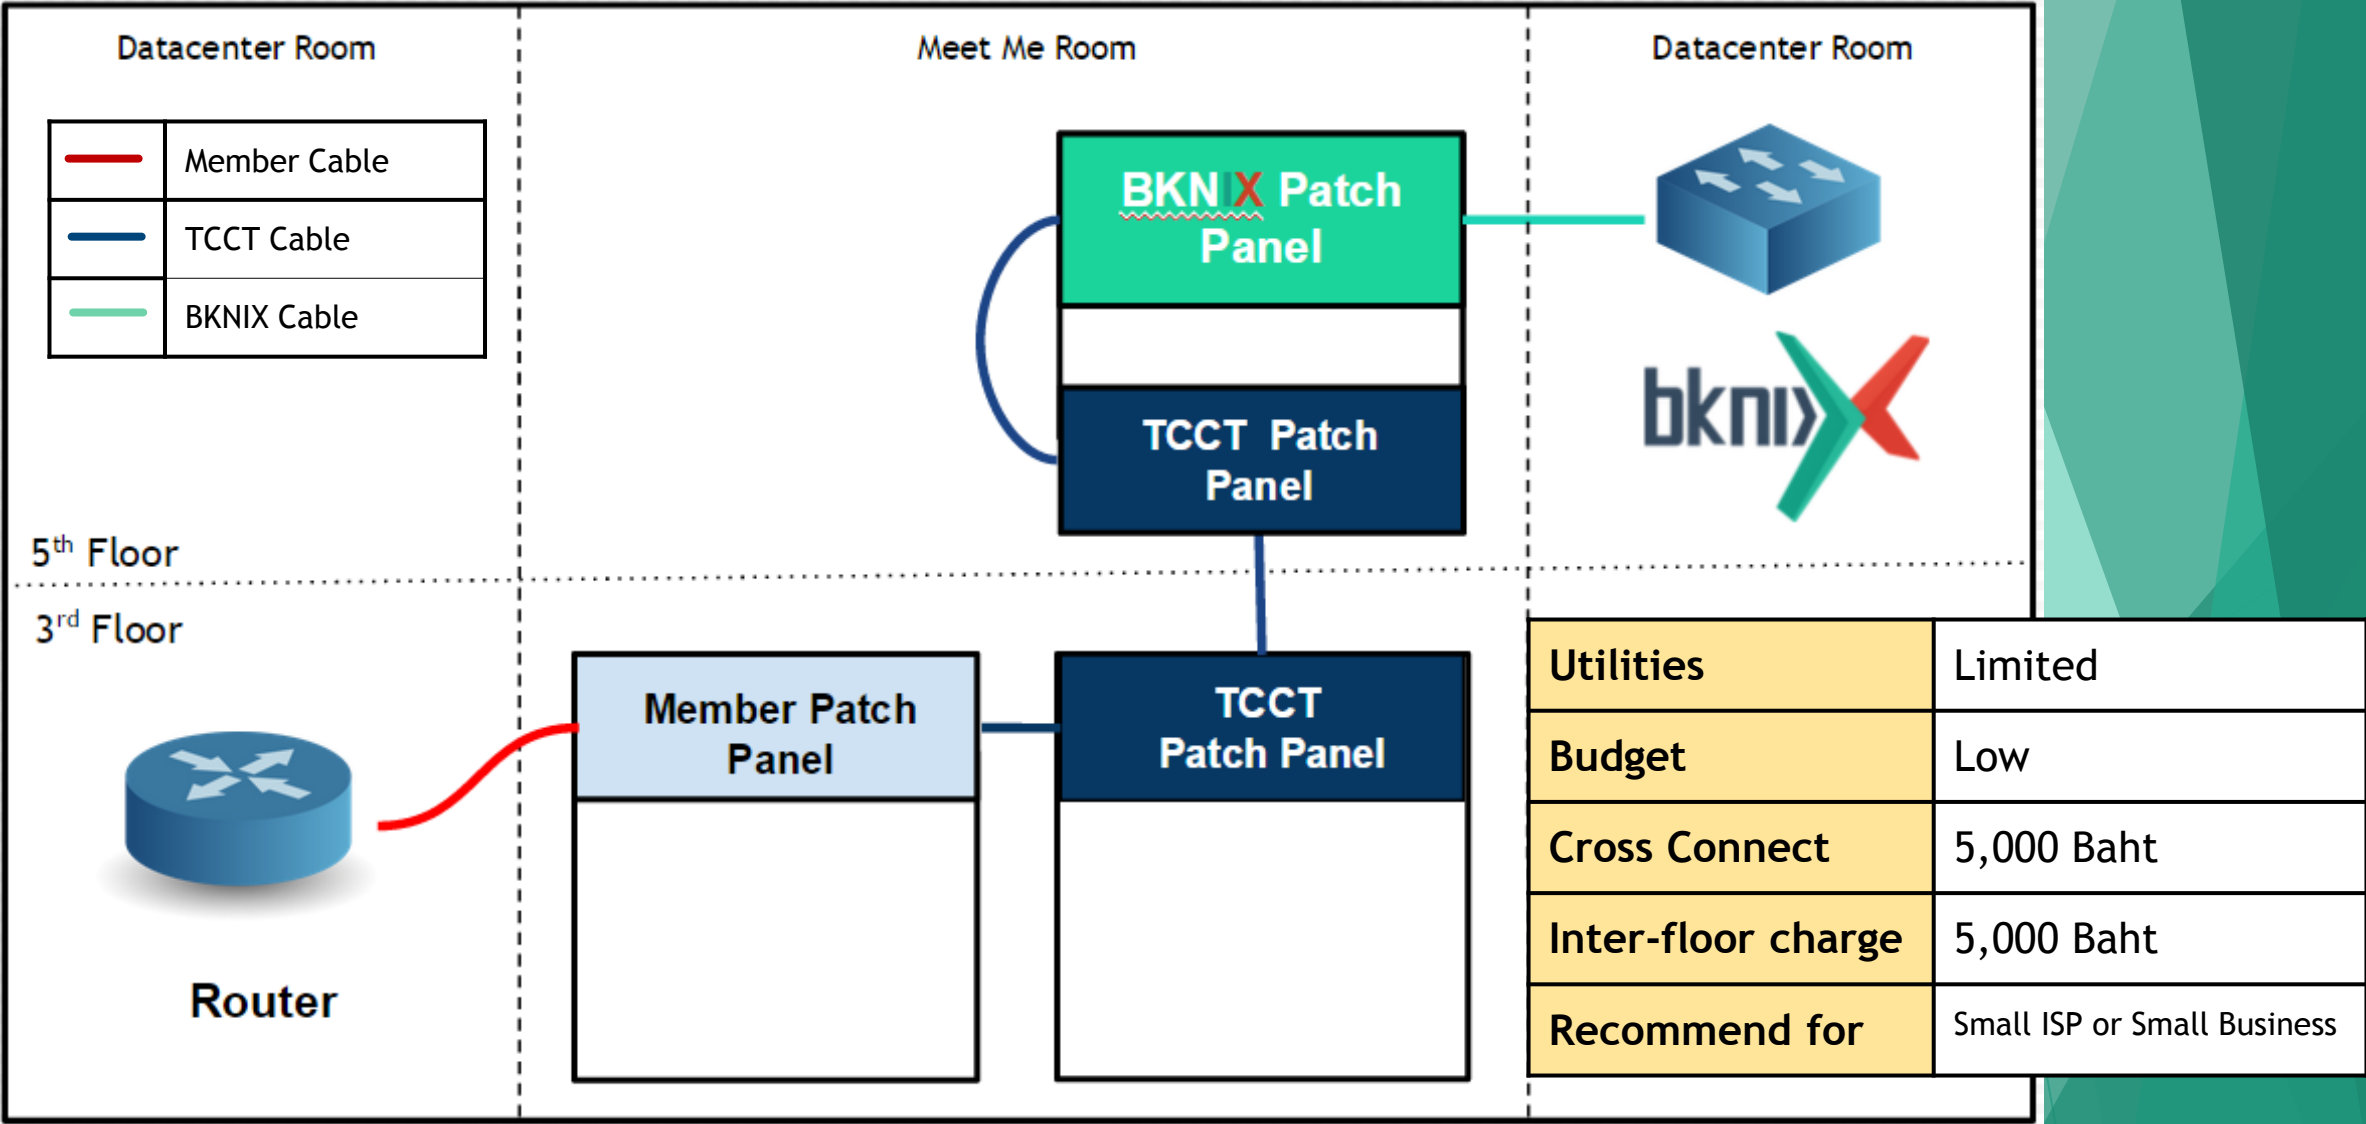 Datacenter Room
Meet Me Room
Datacenter Room
Member Cable
TCCT Cable
BKNIX Cable
BKNIX Patch
Panel
TCCT Patch
Panel
bknix
5th Floor
3rd Floor
Router
Member Patch
Panel
TCCT
Patch Panel
Utilities Limited
Budget Low
Cross Connect 5,000 Baht
Inter-floor charge 5,000 Baht
Recommend for Small ISP or Small Business